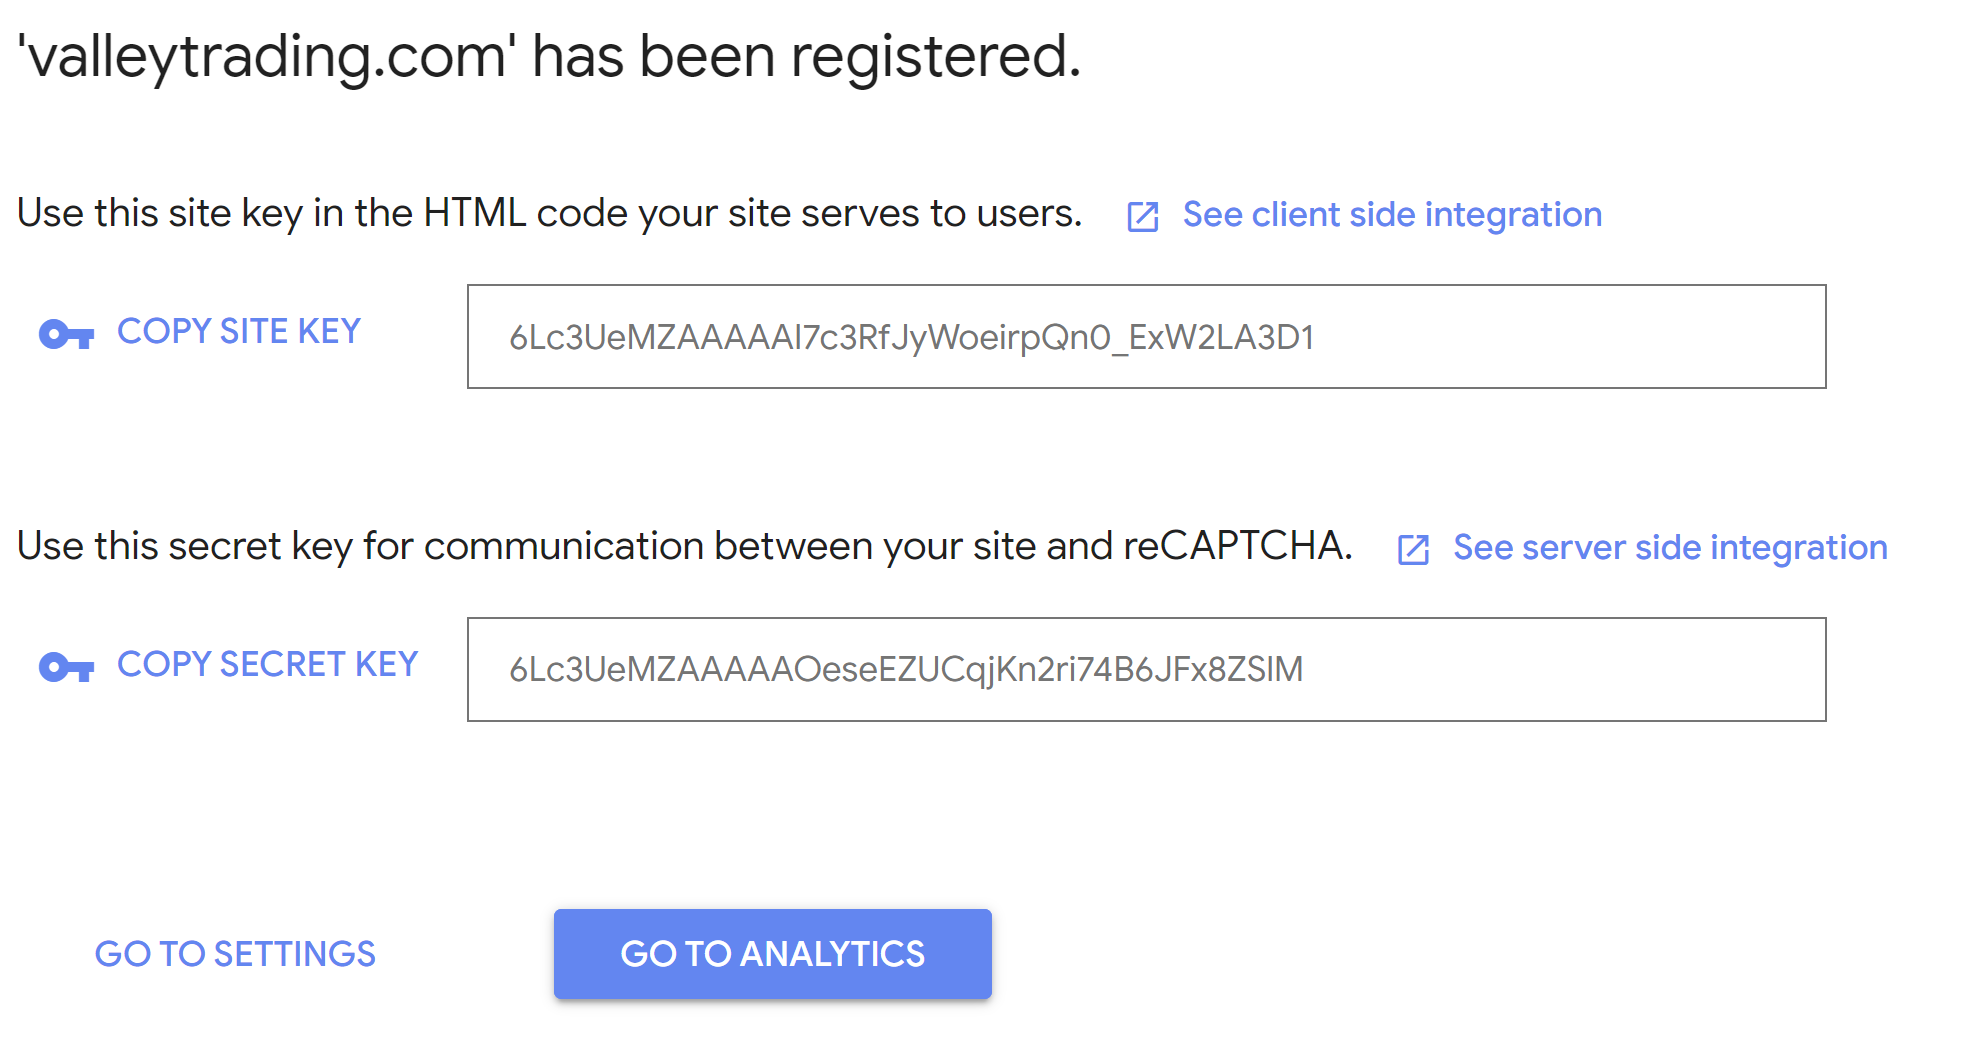 'valleytrading.com' has been registered.
Use this site key in the HTML code your site serves to users. See client side integration
COPY SITE KEY 6Lc3UeMZAAAAAI7c3RfJyWoeirpQn0_ExW2LA3D1
Use this secret key for communication between your site and reCAPTCHA. See server side integration
COPY SECRET KEY 6Lc3UeMZAAAAAOeseEZUCqjKn2ri74B6JFx8ZSIM
GO TO SETTINGS GO TO ANALYTICS